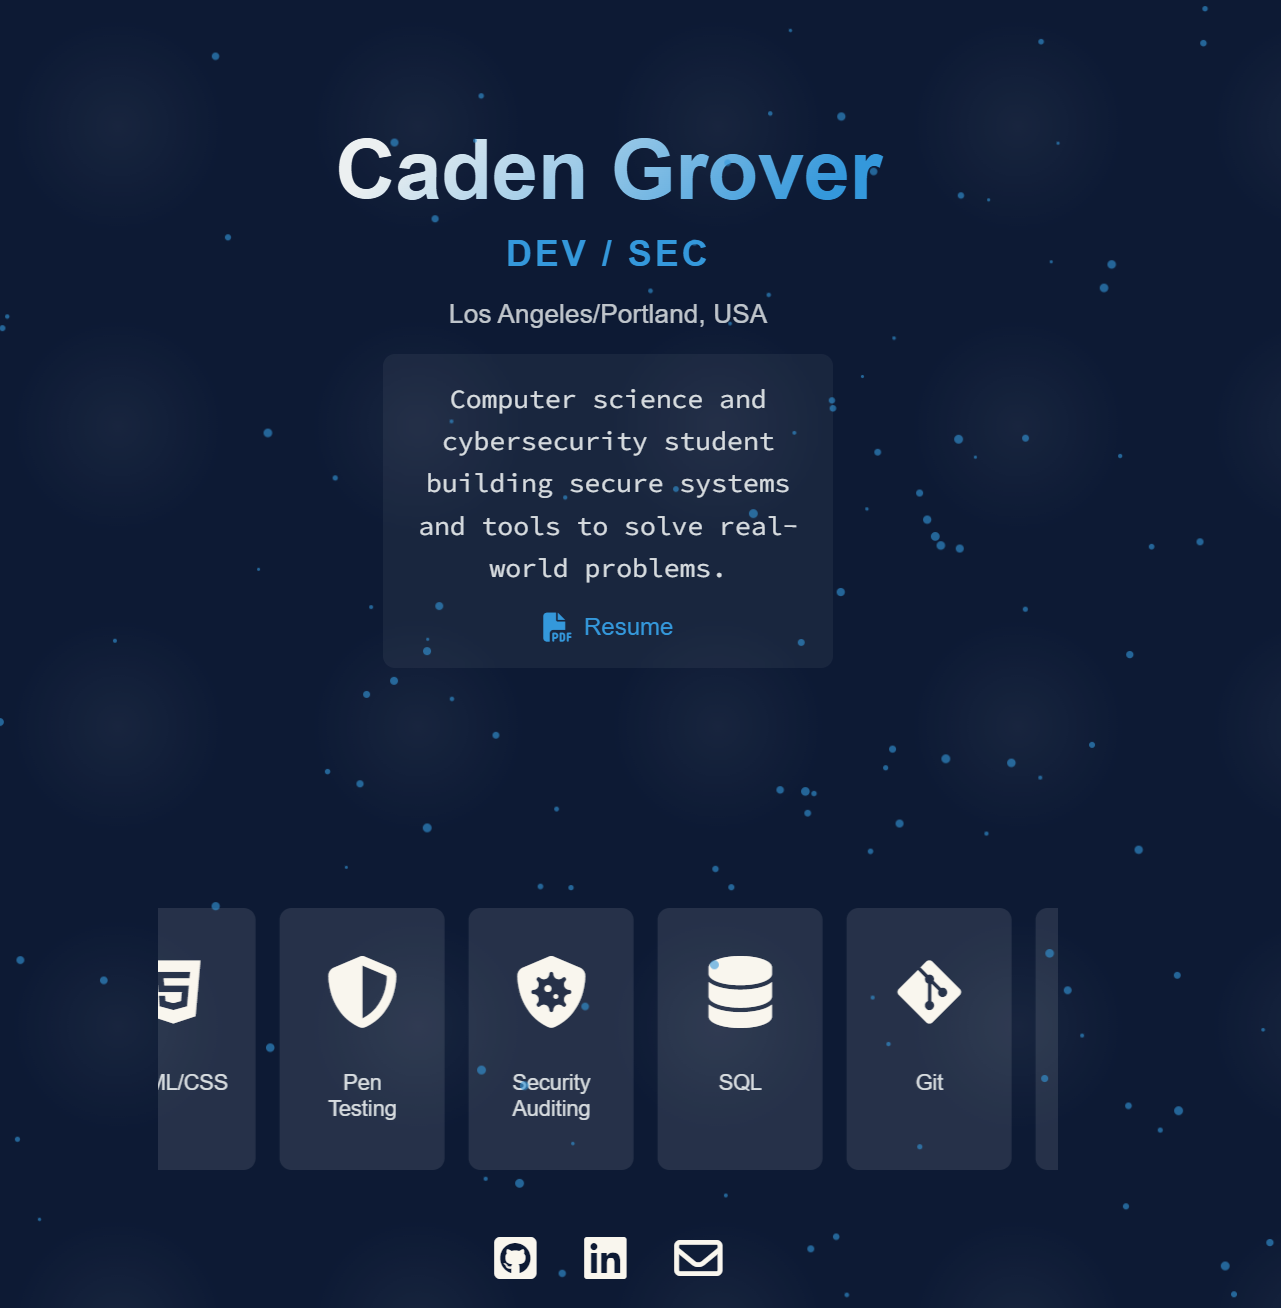 Caden Grover
DEV / SEC
Los Angeles/Portland, USA
Computer science and
cybersecurity student
building secure systems
and tools to solve real-
world problems.
PDF Resume
ML/CSS
Pen
Testing
Security
Auditing
SQL
Git
in